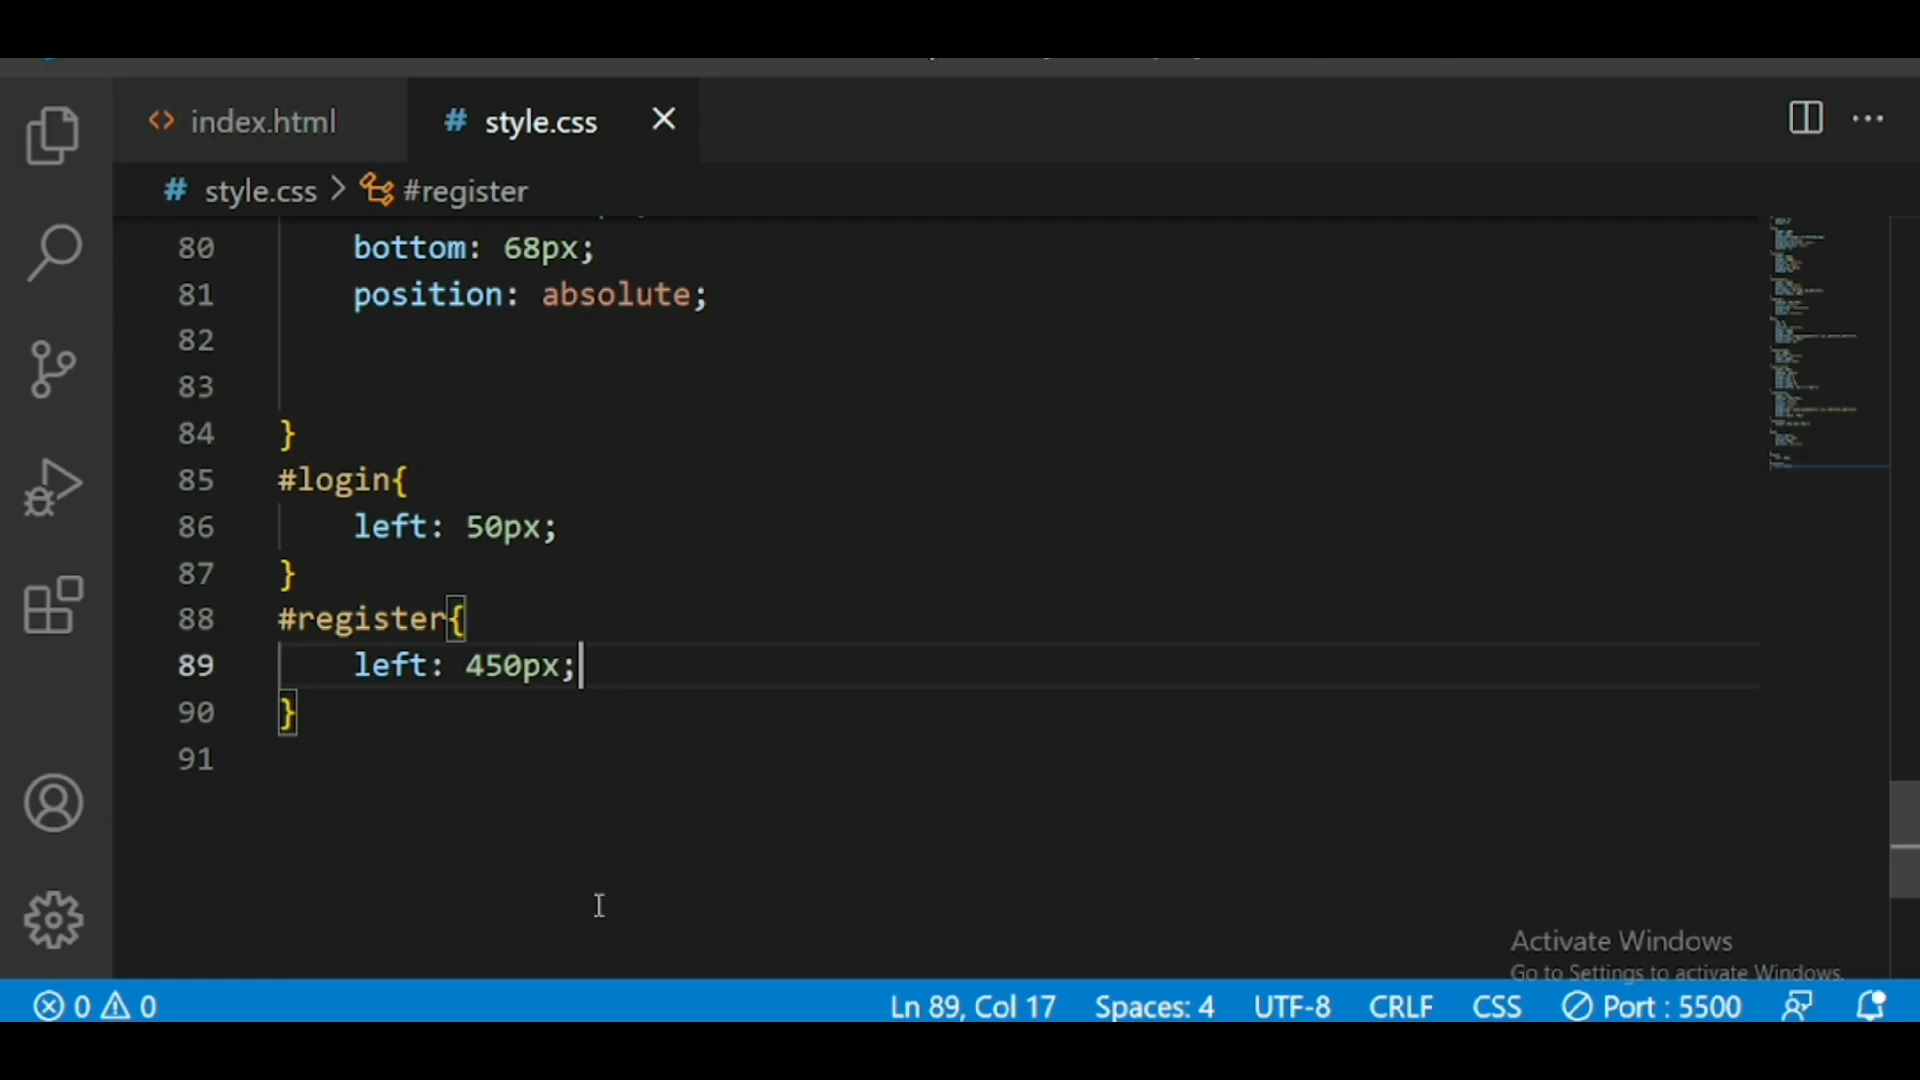 index.html
style.css
style.css > #register
80 bottom: 68px;
81 position: absolute;
82
83
84 }
85 #login{
86 left: 50px;
87 }
88 #register{
89 left: 450px;
90 }
91
Activate Windows
Go to Settings to activate Windows.
0 0 Ln 89, Col 17 Spaces: 4 UTF-8 CRLF CSS Port : 5500